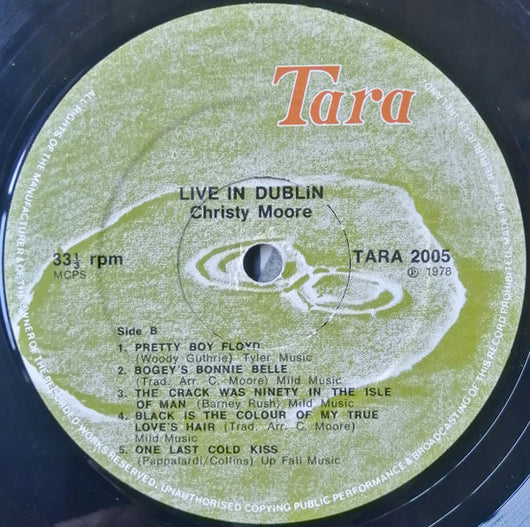 Tara
LIVE IN DUBLIN
Christy Moore
33⅓ rpm
MCPS
TARA 2005
℗ 1978
Side B
1. PRETTY BOY FLOYD
(Woody Guthrie) Tyler Music
2. BOGEY'S BONNIE BELLE
(Trad. Arr. C. Moore) Mild Music
3. THE CRACK WAS NINETY IN THE ISLE
OF MAN (Barney Rush) Mild Music
4. BLACK IS THE COLOUR OF MY TRUE
LOVE'S HAIR (Trad. Arr. C. Moore)
Mild Music
5. ONE LAST COLD KISS
(Pappalardi/Collins) Up Fall Music
ALL RIGHTS OF THE MANUFACTURER AND OF THE OWNER OF THE RECORDED WORKS RESERVED. UNAUTHORISED COPYING PUBLIC PERFORMANCE & BROADCASTING OF THIS RECORD PROHIBITED